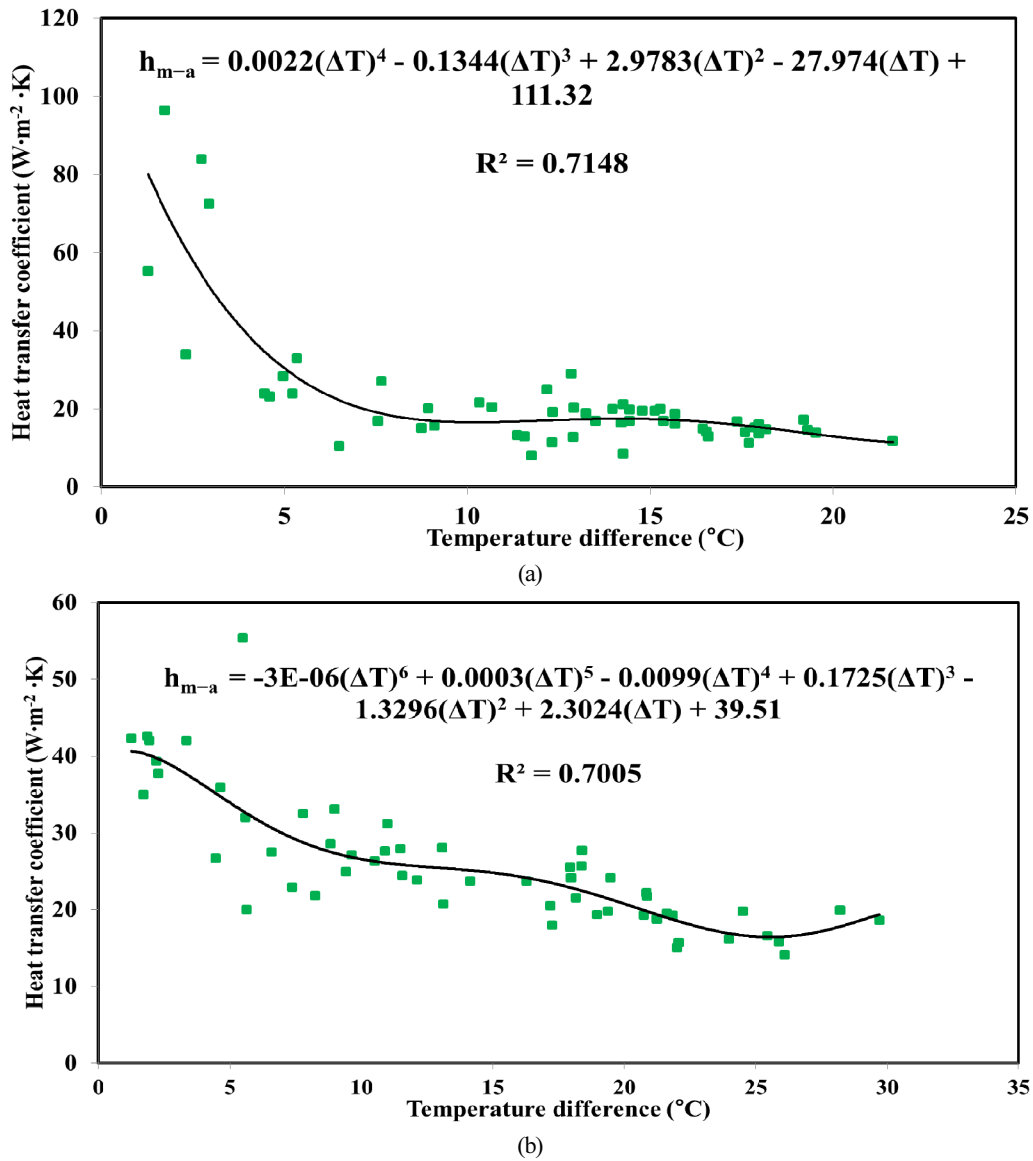 120
100
80
60
40
20
0
Heat transfer coefficient (W·m⁻² ·K)
hₘ₋ₐ = 0.0022(ΔT)⁴ - 0.1344(ΔT)³ + 2.9783(ΔT)² - 27.974(ΔT) +
111.32
R² = 0.7148
0 5 10 15 20 25
Temperature difference (°C)
(a)
60
50
40
30
20
10
0
Heat transfer coefficient (W·m⁻² ·K)
hₘ₋ₐ = -3E-06(ΔT)⁶ + 0.0003(ΔT)⁵ - 0.0099(ΔT)⁴ + 0.1725(ΔT)³ -
1.3296(ΔT)² + 2.3024(ΔT) + 39.51
R² = 0.7005
0 5 10 15 20 25 30 35
Temperature difference (°C)
(b)